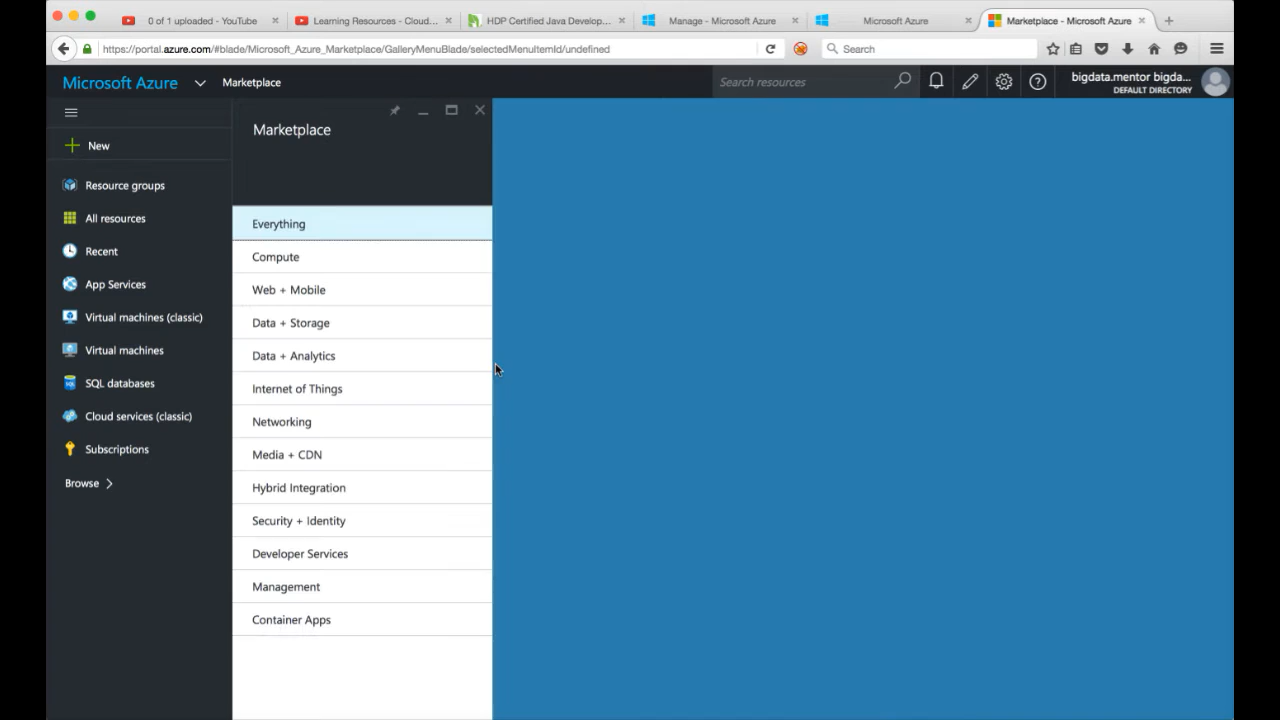 0 of 1 uploaded - YouTube
Learning Resources - Cloud...
HDP Certified Java Develop...
Manage - Microsoft Azure
Microsoft Azure
Marketplace - Microsoft Azure
https://portal.azure.com/#blade/Microsoft_Azure_Marketplace/GalleryMenuBlade/selectedMenuItemId/undefined
Search
Microsoft Azure
Marketplace
Search resources
bigdata.mentor bigda...
DEFAULT DIRECTORY
New
Resource groups
All resources
Recent
App Services
Virtual machines (classic)
Virtual machines
SQL databases
Cloud services (classic)
Subscriptions
Browse
Marketplace
Everything
Compute
Web + Mobile
Data + Storage
Data + Analytics
Internet of Things
Networking
Media + CDN
Hybrid Integration
Security + Identity
Developer Services
Management
Container Apps